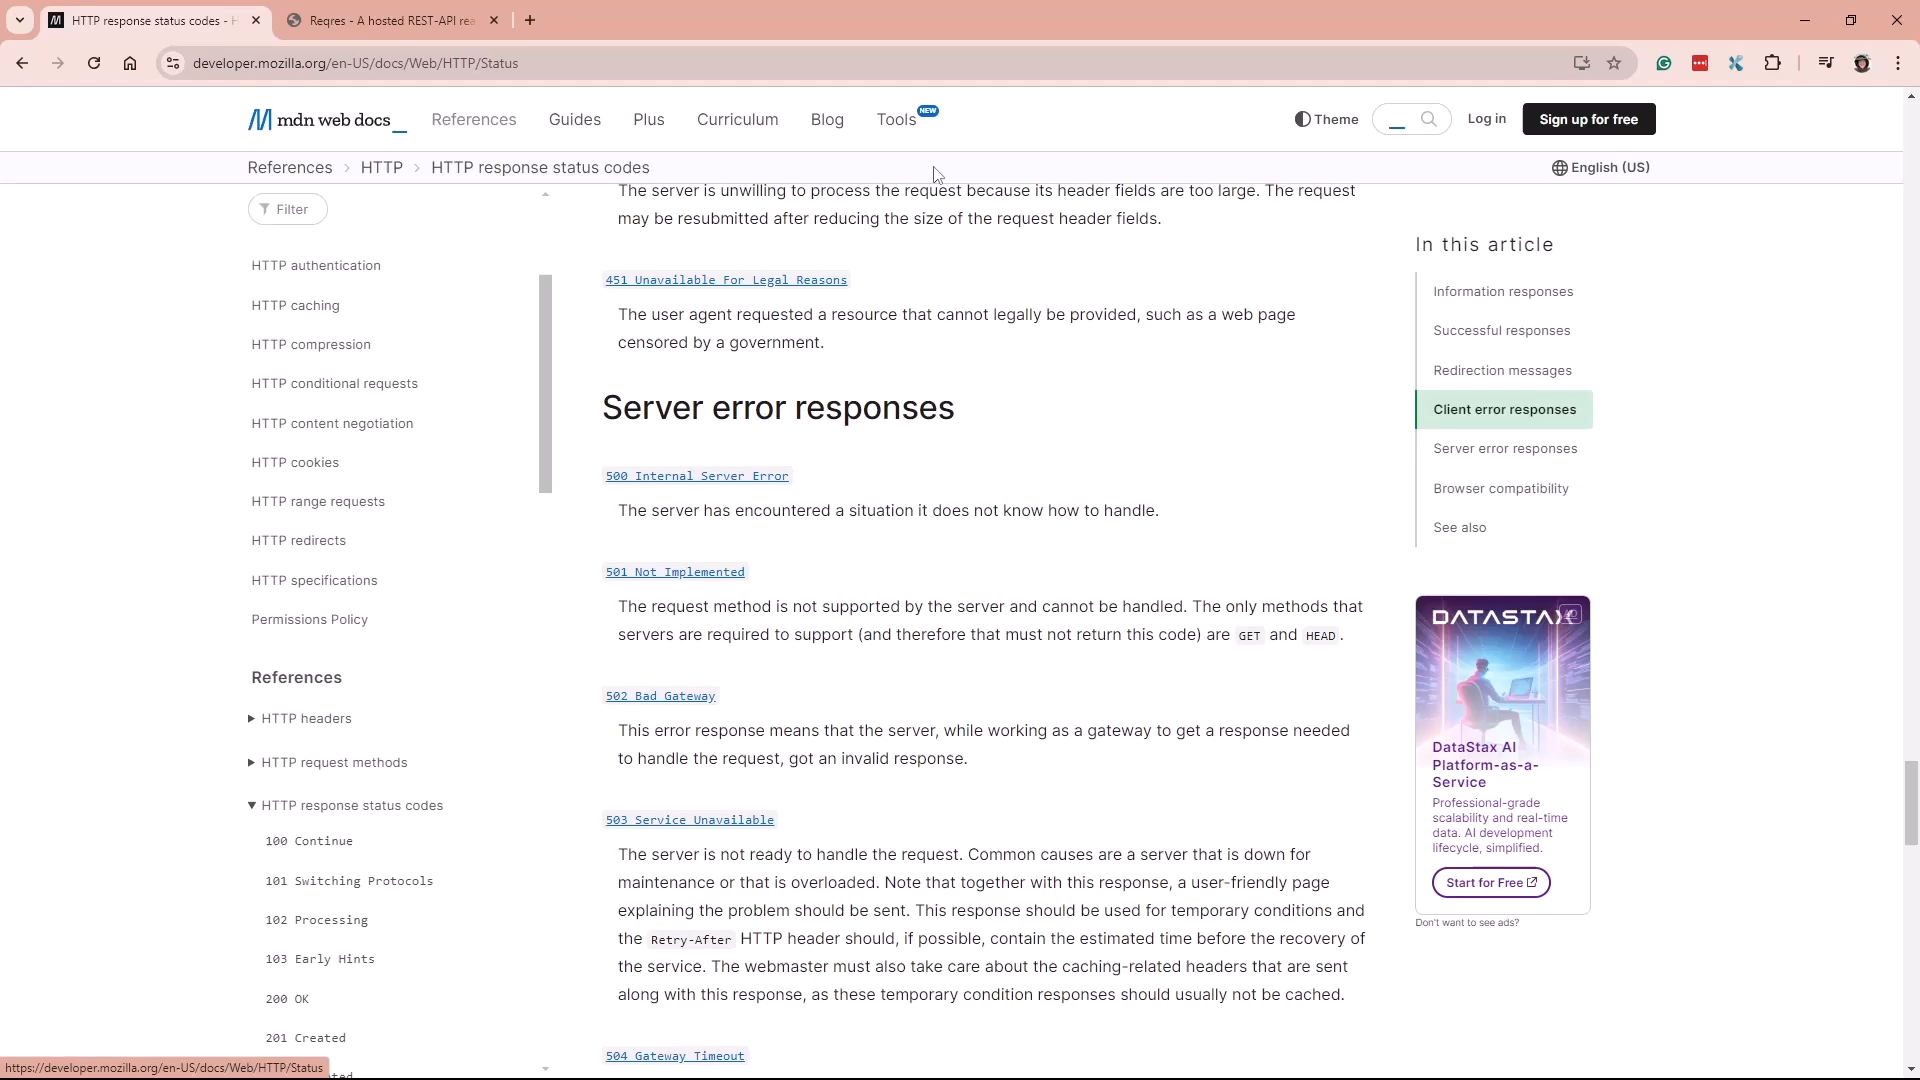 HTTP response status codes - H
Reqres - A hosted REST-API rea
developer.mozilla.org/en-US/docs/Web/HTTP/Status
mdn web docs_
References
Guides
Plus
Curriculum
Blog
Tools
NEW
Theme
Log in
Sign up for free
References
HTTP
HTTP response status codes
English (US)
Filter
HTTP authentication
HTTP caching
HTTP compression
HTTP conditional requests
HTTP content negotiation
HTTP cookies
HTTP range requests
HTTP redirects
HTTP specifications
Permissions Policy
References
HTTP headers
HTTP request methods
HTTP response status codes
100 Continue
101 Switching Protocols
102 Processing
103 Early Hints
200 OK
201 Created
https://developer.mozilla.org/en-US/docs/Web/HTTP/Status
The server is unwilling to process the request because its header fields are too large. The request
may be resubmitted after reducing the size of the request header fields.
451 Unavailable For Legal Reasons
The user agent requested a resource that cannot legally be provided, such as a web page
censored by a government.
Server error responses
500 Internal Server Error
The server has encountered a situation it does not know how to handle.
501 Not Implemented
The request method is not supported by the server and cannot be handled. The only methods that
servers are required to support (and therefore that must not return this code) are GET and HEAD.
502 Bad Gateway
This error response means that the server, while working as a gateway to get a response needed
to handle the request, got an invalid response.
503 Service Unavailable
The server is not ready to handle the request. Common causes are a server that is down for
maintenance or that is overloaded. Note that together with this response, a user-friendly page
explaining the problem should be sent. This response should be used for temporary conditions and
the Retry-After HTTP header should, if possible, contain the estimated time before the recovery of
the service. The webmaster must also take care about the caching-related headers that are sent
along with this response, as these temporary condition responses should usually not be cached.
504 Gateway Timeout
In this article
Information responses
Successful responses
Redirection messages
Client error responses
Server error responses
Browser compatibility
See also
DATASTAX
AD
DataStax AI
Platform-as-a-
Service
Professional-grade
scalability and real-time
data. AI development
lifecycle, simplified.
Start for Free
Don't want to see ads?